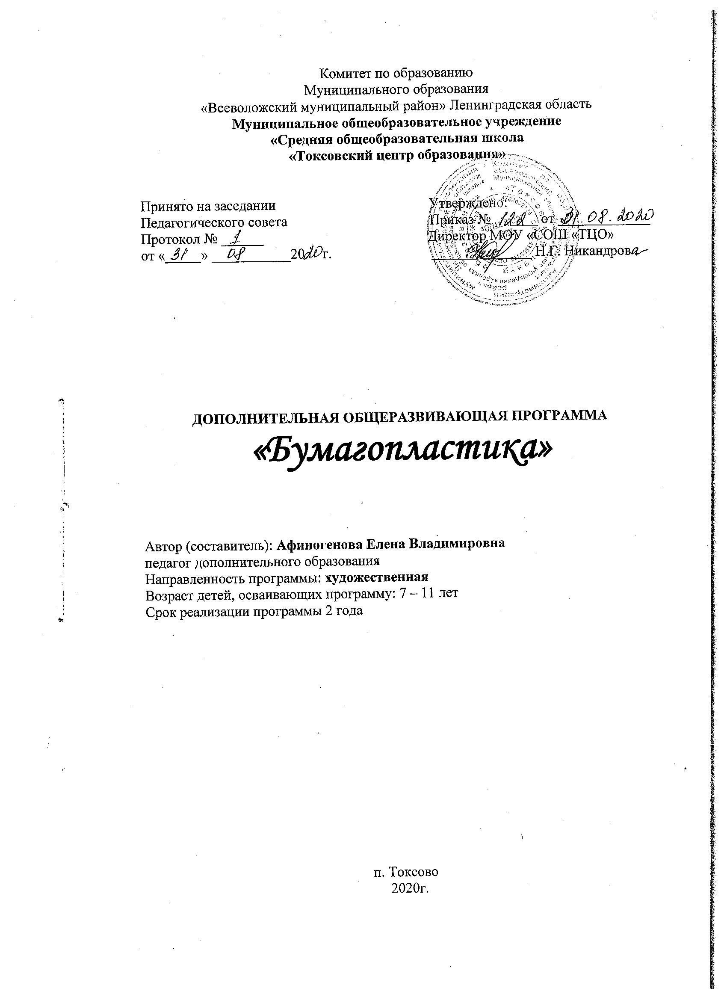 Комитет по образованию
Муниципального образования
«Всеволожский муниципальный район» Ленинградская область
Муниципальное общеобразовательное учреждение
«Средняя общеобразовательная школа
«Токсовский центр образования»
Принято на заседании
Педагогического совета
Протокол № 1
от «31» 08 2020г.
Утверждено:
Приказ № 122 от 31.08.2020
Директор МОУ «СОШ «ТЦО»
Н.Г. Никандрова
ДОПОЛНИТЕЛЬНАЯ ОБЩЕРАЗВИВАЮЩАЯ ПРОГРАММА
«Бумагопластика»
Автор (составитель): Афиногенова Елена Владимировна
педагог дополнительного образования
Направленность программы: художественная
Возраст детей, осваивающих программу: 7 – 11 лет
Срок реализации программы 2 года
п. Токсово
2020г.